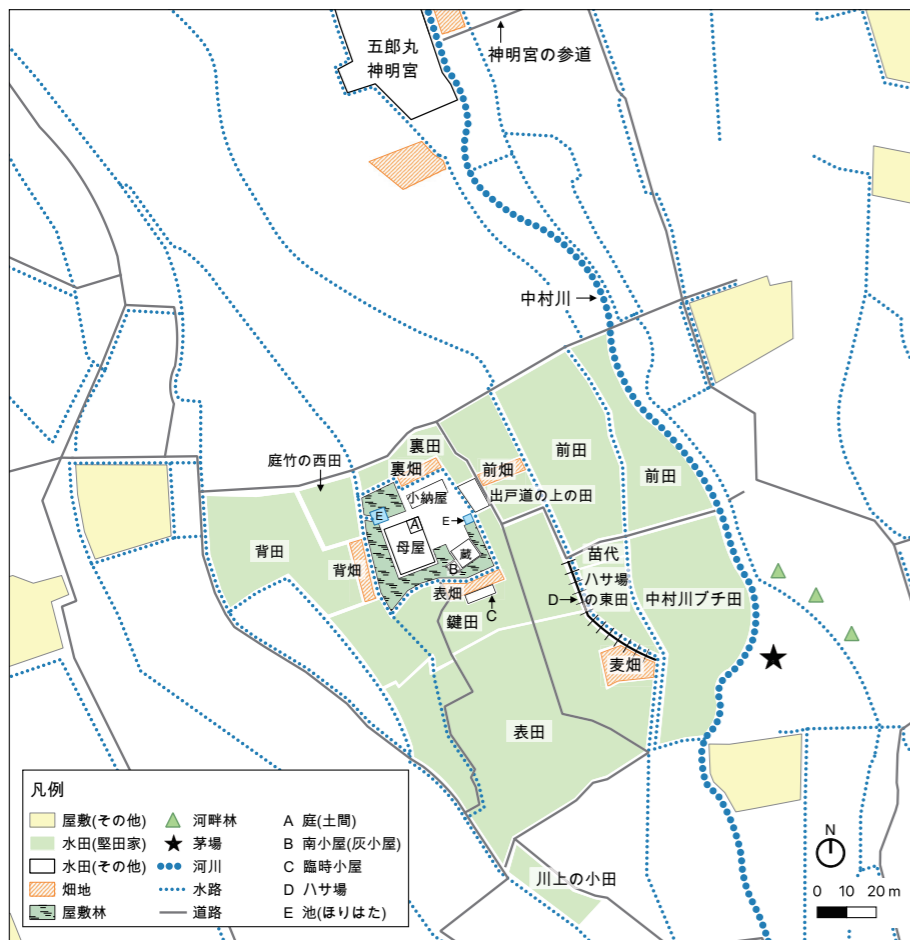 五郎丸
神明宮
神明宮の参道
中村川
裏田
庭竹の西田
裏畑
前畑
前田
前田
小納屋
出戸道の上の田
E
A
E
母屋
蔵
背田
背畑
B
表畑
C
鍵田
苗代
ハサ場
の東田
D
中村川ブチ田
麦畑
表田
川上の小田
凡例
屋敷(その他)
水田(堅田家)
水田(その他)
畑地
屋敷林
河畔林
茅場
河川
水路
道路
A 庭(土間)
B 南小屋(灰小屋)
C 臨時小屋
D ハサ場
E 池(ほりはた)
N
0 10 20 m